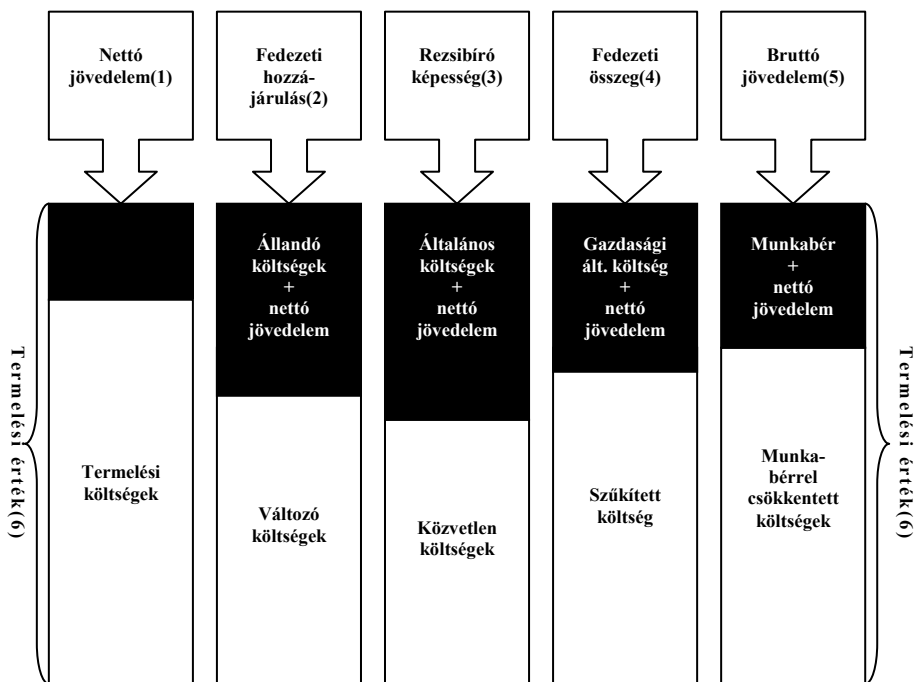 Nettó
jövedelem(1)
Fedezeti
hozzá-
járulás(2)
Rezsibíró
képesség(3)
Fedezeti
összeg(4)
Bruttó
jövedelem(5)
Termelési érték(6)
Termelési
költségek
Állandó
költségek
+
nettó
jövedelem
Változó
költségek
Általános
költségek
+
nettó
jövedelem
Közvetlen
költségek
Gazdasági
ált. költség
+
nettó
jövedelem
Szűkített
költség
Munkabér
+
nettó
jövedelem
Munka-
bérrel
csökkentett
költségek
Termelési érték(6)